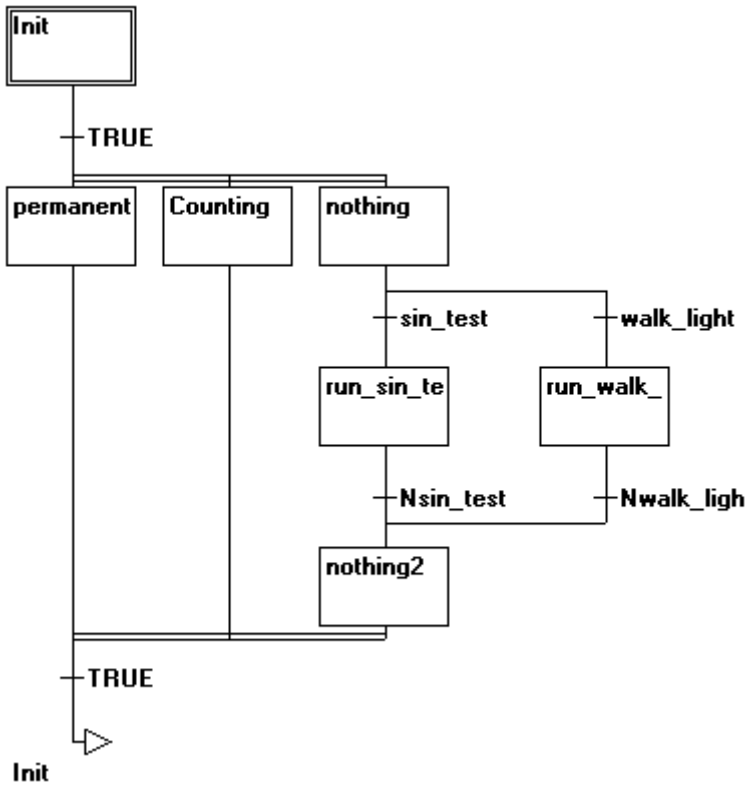 Init
TRUE
permanent Counting nothing
sin_test walk_light
run_sin_te run_walk_
Nsin_test Nwalk_ligh
nothing2
TRUE
Init